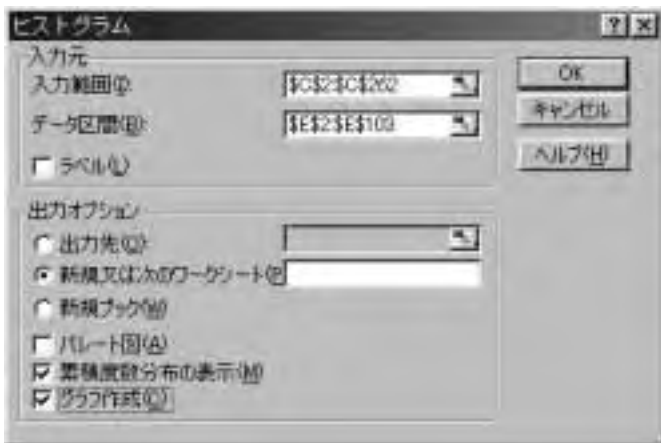 ヒストグラム
入力元
入力範囲(I):
$C$2:$C$262
OK
データ区間(B):
$E$2:$E$103
キャンセル
ラベル(L)
ヘルプ(H)
出力オプション
出力先(O):
新規又は次のワークシート(P
新規ブック(W)
パレート図(A)
累積度数分布の表示(M)
グラフ作成(C)